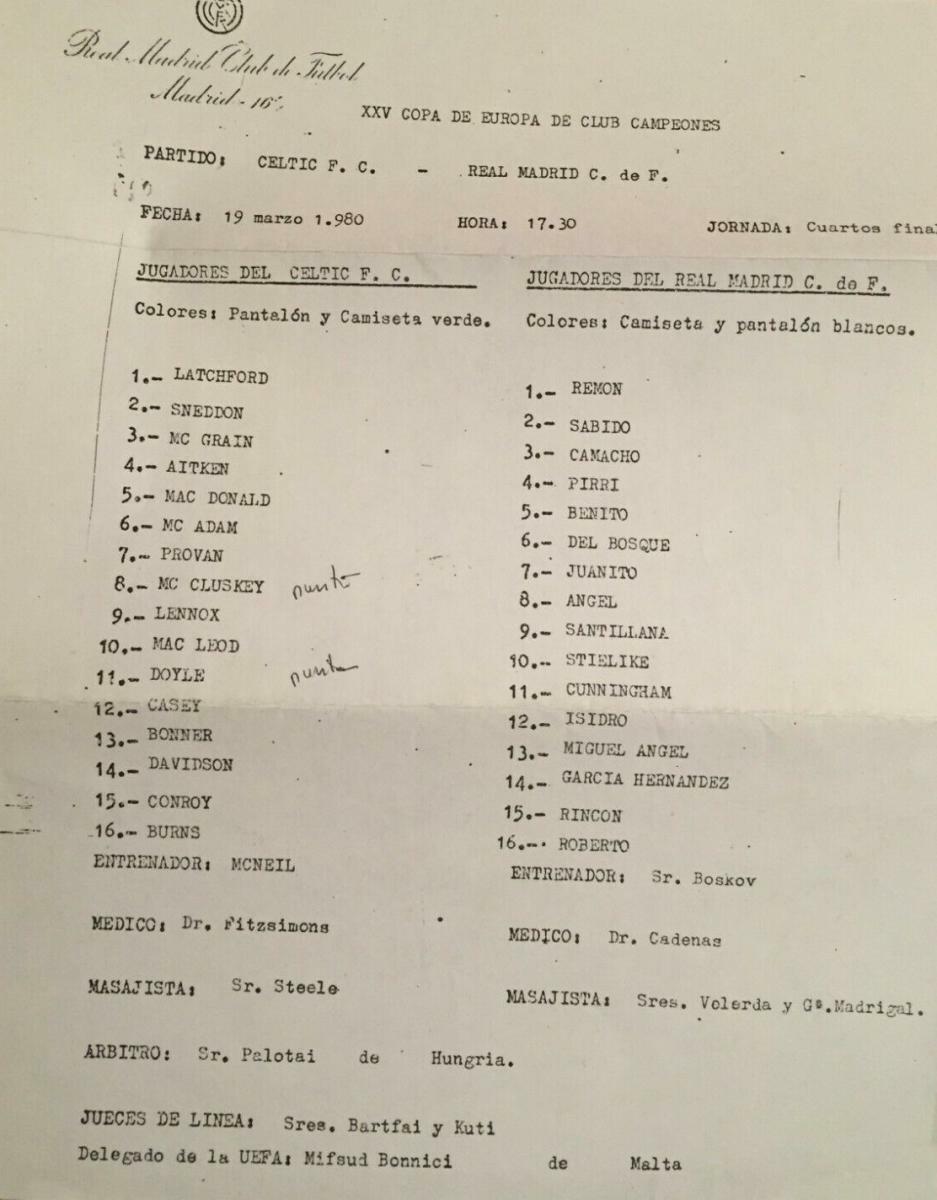 Real Madrid Club de Fútbol
Madrid - 16
XXV COPA DE EUROPA DE CLUB CAMPEONES
PARTIDO: CELTIC F. C. - REAL MADRID C. de F.
FECHA: 19 marzo 1.980 HORA: 17.30 JORNADA: Cuartos final
JUGADORES DEL CELTIC F. C.
Colores: Pantalón y Camiseta verde.
1.- LATCHFORD
2.- SNEDDON
3.- MC GRAIN
4.- AITKEN
5.- MAC DONALD
6.- MC ADAM
7.- PROVAN
8.- MC CLUSKEY punta
9.- LENNOX
10.- MAC LEOD
11.- DOYLE punta
12.- CASEY
13.- BONNER
14.- DAVIDSON
15.- CONROY
16.- BURNS
ENTRENADOR: MCNEIL
MEDICO: Dr. Fitzsimons
MASAJISTA: Sr. Steele
JUGADORES DEL REAL MADRID C. de F.
Colores: Camiseta y pantalón blancos.
1.- REMON
2.- SABIDO
3.- CAMACHO
4.- PIRRI
5.- BENITO
6.- DEL BOSQUE
7.- JUANITO
8.- ANGEL
9.- SANTILLANA
10.- STIELIKE
11.- CUNNINGHAM
12.- ISIDRO
13.- MIGUEL ANGEL
14.- GARCIA HERNANDEZ
15.- RINCON
16.- ROBERTO
ENTRENADOR: Sr. Boskov
MEDICO: Dr. Cadenas
MASAJISTA: Sres. Volerda y Gª.Madrigal.
ARBITRO: Sr. Palotai de Hungria.
JUECES DE LINEA: Sres. Bartfai y Kuti
Delegado de la UEFA: Mifsud Bonnici de Malta